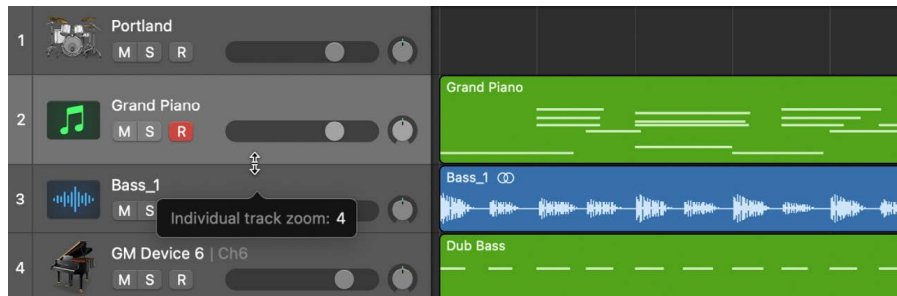 1
Portland
M S R
2
Grand Piano
M S R
3
Bass_1
M S
Individual track zoom: 4
4
GM Device 6 | Ch6
M S R
Grand Piano
Bass_1
Dub Bass